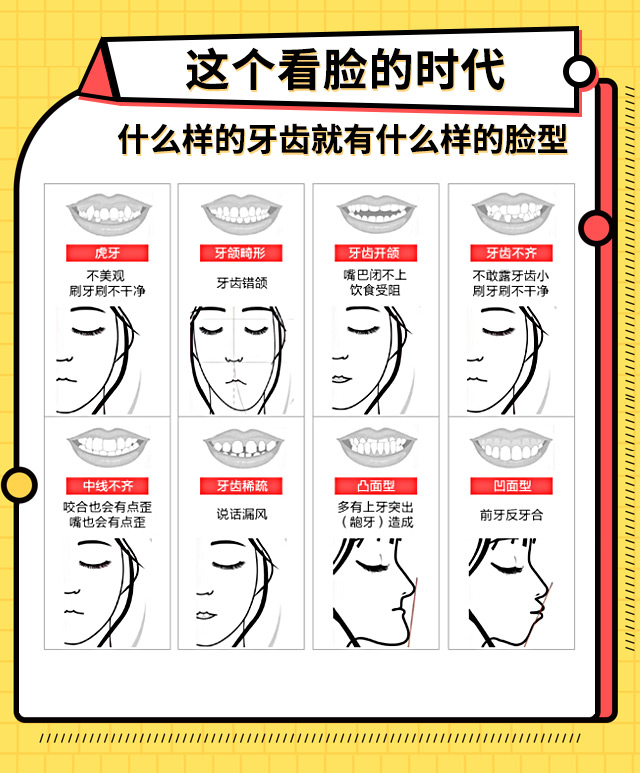 这个看脸的时代
什么样的牙齿就有什么样的脸型
虎牙
不美观
刷牙刷不干净
牙颌畸形
牙齿错颌
牙齿开颌
嘴巴闭不上
饮食受阻
牙齿不齐
不敢露牙齿小
刷牙刷不干净
中线不齐
咬合也会有点歪
嘴也会有点歪
牙齿稀疏
说话漏风
凸面型
多有上牙突出
（龅牙）造成
凹面型
前牙反牙合